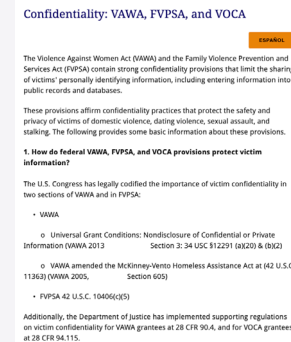 Confidentiality: VAWA, FVPSA, and VOCA
ESPAÑOL
The Violence Against Women Act (VAWA) and the Family Violence Prevention and
Services Act (FVPSA) contain strong confidentiality provisions that limit the sharing
of victims' personally identifying information, including entering information into
public records and databases.
These provisions affirm confidentiality practices that protect the safety and
privacy of victims of domestic violence, dating violence, sexual assault, and
stalking. The following provides some basic information about these provisions.
1. How do federal VAWA, FVPSA, and VOCA provisions protect victim
information?
The U.S. Congress has legally codified the importance of victim confidentiality in
two sections of VAWA and in FVPSA:
• VAWA
o Universal Grant Conditions: Nondisclosure of Confidential or Private
Information (VAWA 2013 Section 3: 34 USC §12291 (a)(20) & (b)(2)
o VAWA amended the McKinney-Vento Homeless Assistance Act at (42 U.S.C
11363) (VAWA 2005, Section 605)
• FVPSA 42 U.S.C. 10406(c)(5)
Additionally, the Department of Justice has implemented supporting regulations
on victim confidentiality for VAWA grantees at 28 CFR 90.4, and for VOCA grantees
at 28 CFR 94.115.